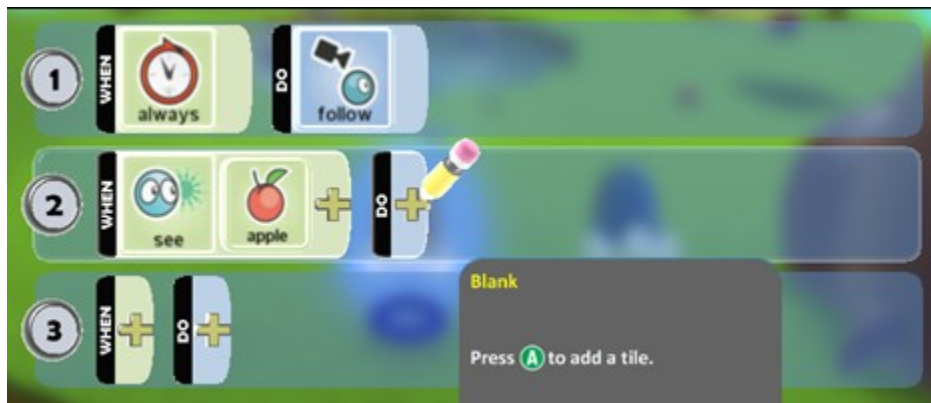 1 WHEN always DO follow
2 WHEN see apple DO
3 WHEN DO
Blank
Press A to add a tile.